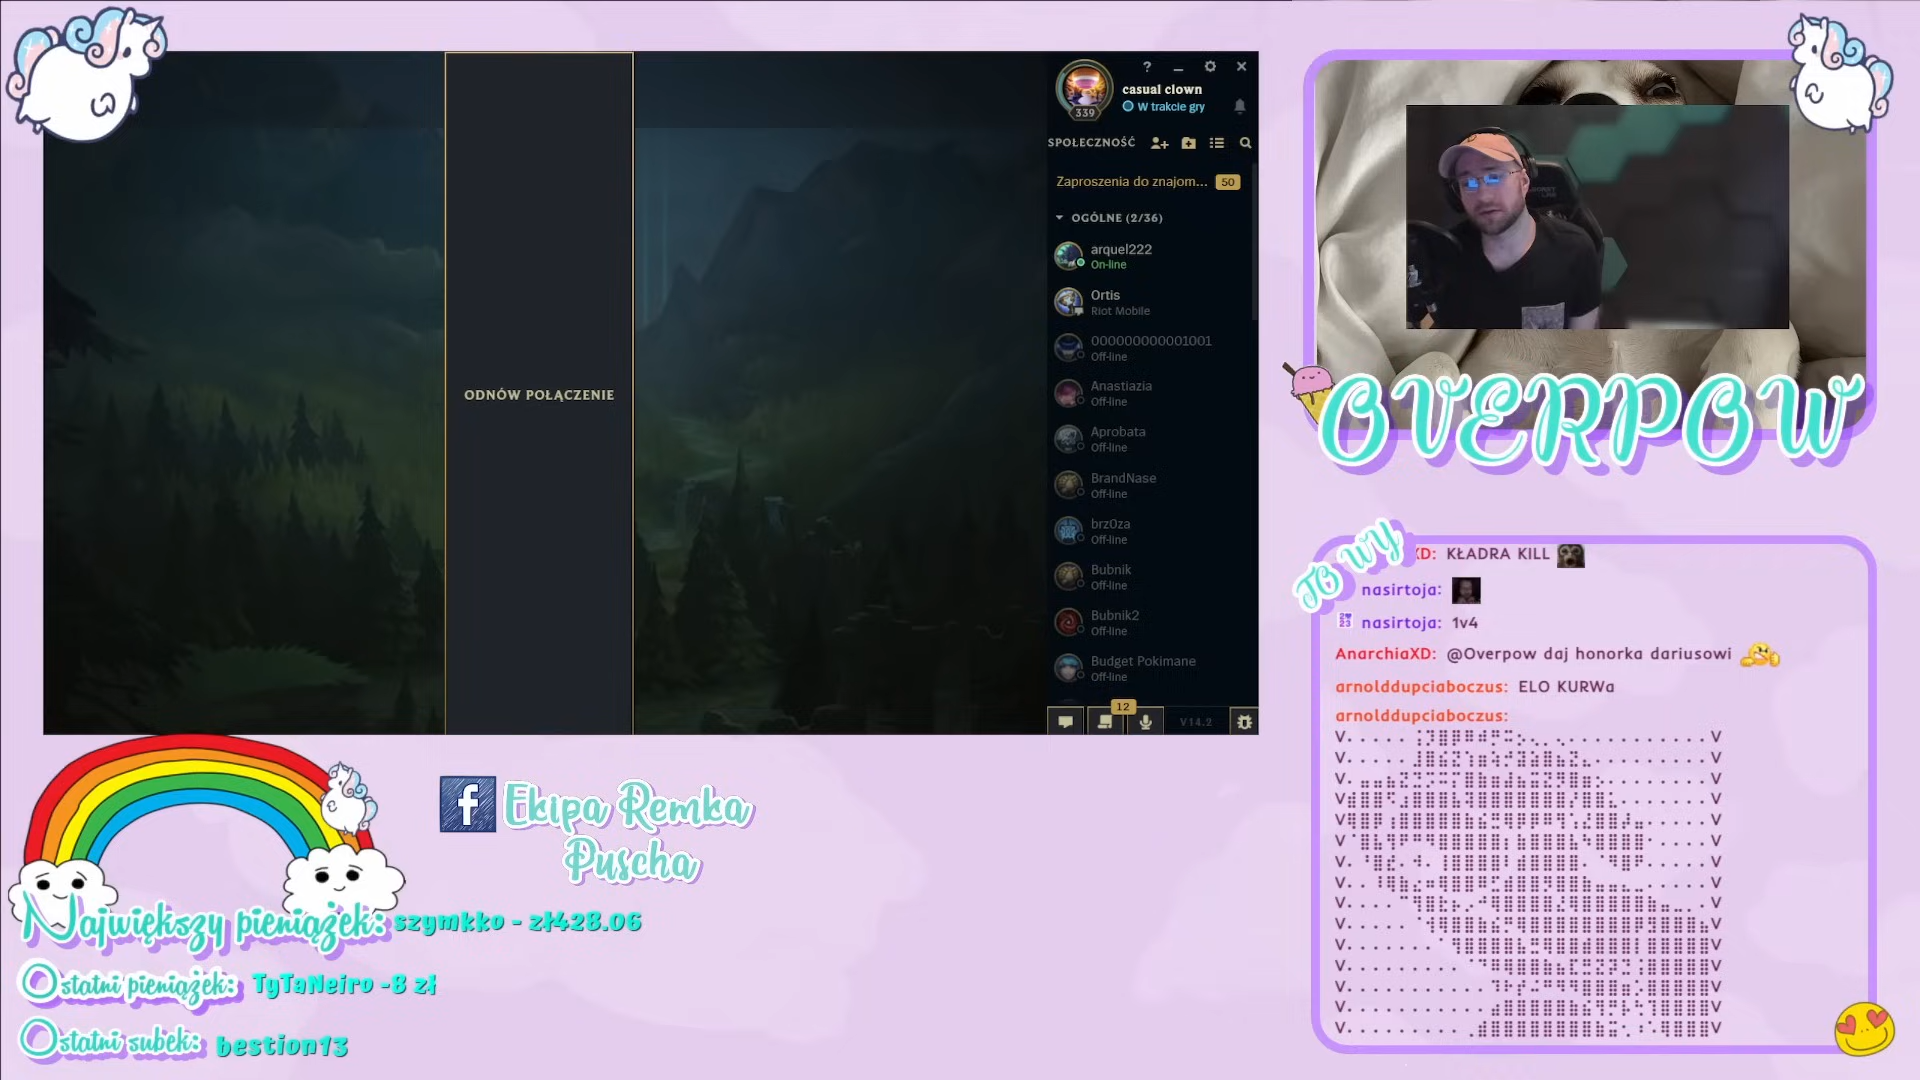 339
casual clown
W trakcie gry
SPOŁECZNOŚĆ
Zaproszenia do znajom... 50
OGÓLNE (2/36)
arquel222
On-line
Ortis
Riot Mobile
000000000001001
Off-line
Anastiazia
Off-line
Aprobata
Off-line
BrandNase
Off-line
brz0za
Off-line
Bubnik
Off-line
Bubnik2
Off-line
Budget Pokimane
Off-line
12
V14.2
ODNÓW POŁĄCZENIE
OVERPOW
TO WY
XD: KŁADRA KILL
nasirtoja:
nasirtoja: 1v4
AnarchiaXD: @Overpow daj honorka dariusowi
arnolddupciaboczus: ELO KURWa
arnolddupciaboczus:
Ekipa Remka
Puscha
Największy pieniążek: szymkko - zł428.06
Ostatni pieniążek: TyTaNeiro -8 zł
Ostatni subek: bestion13